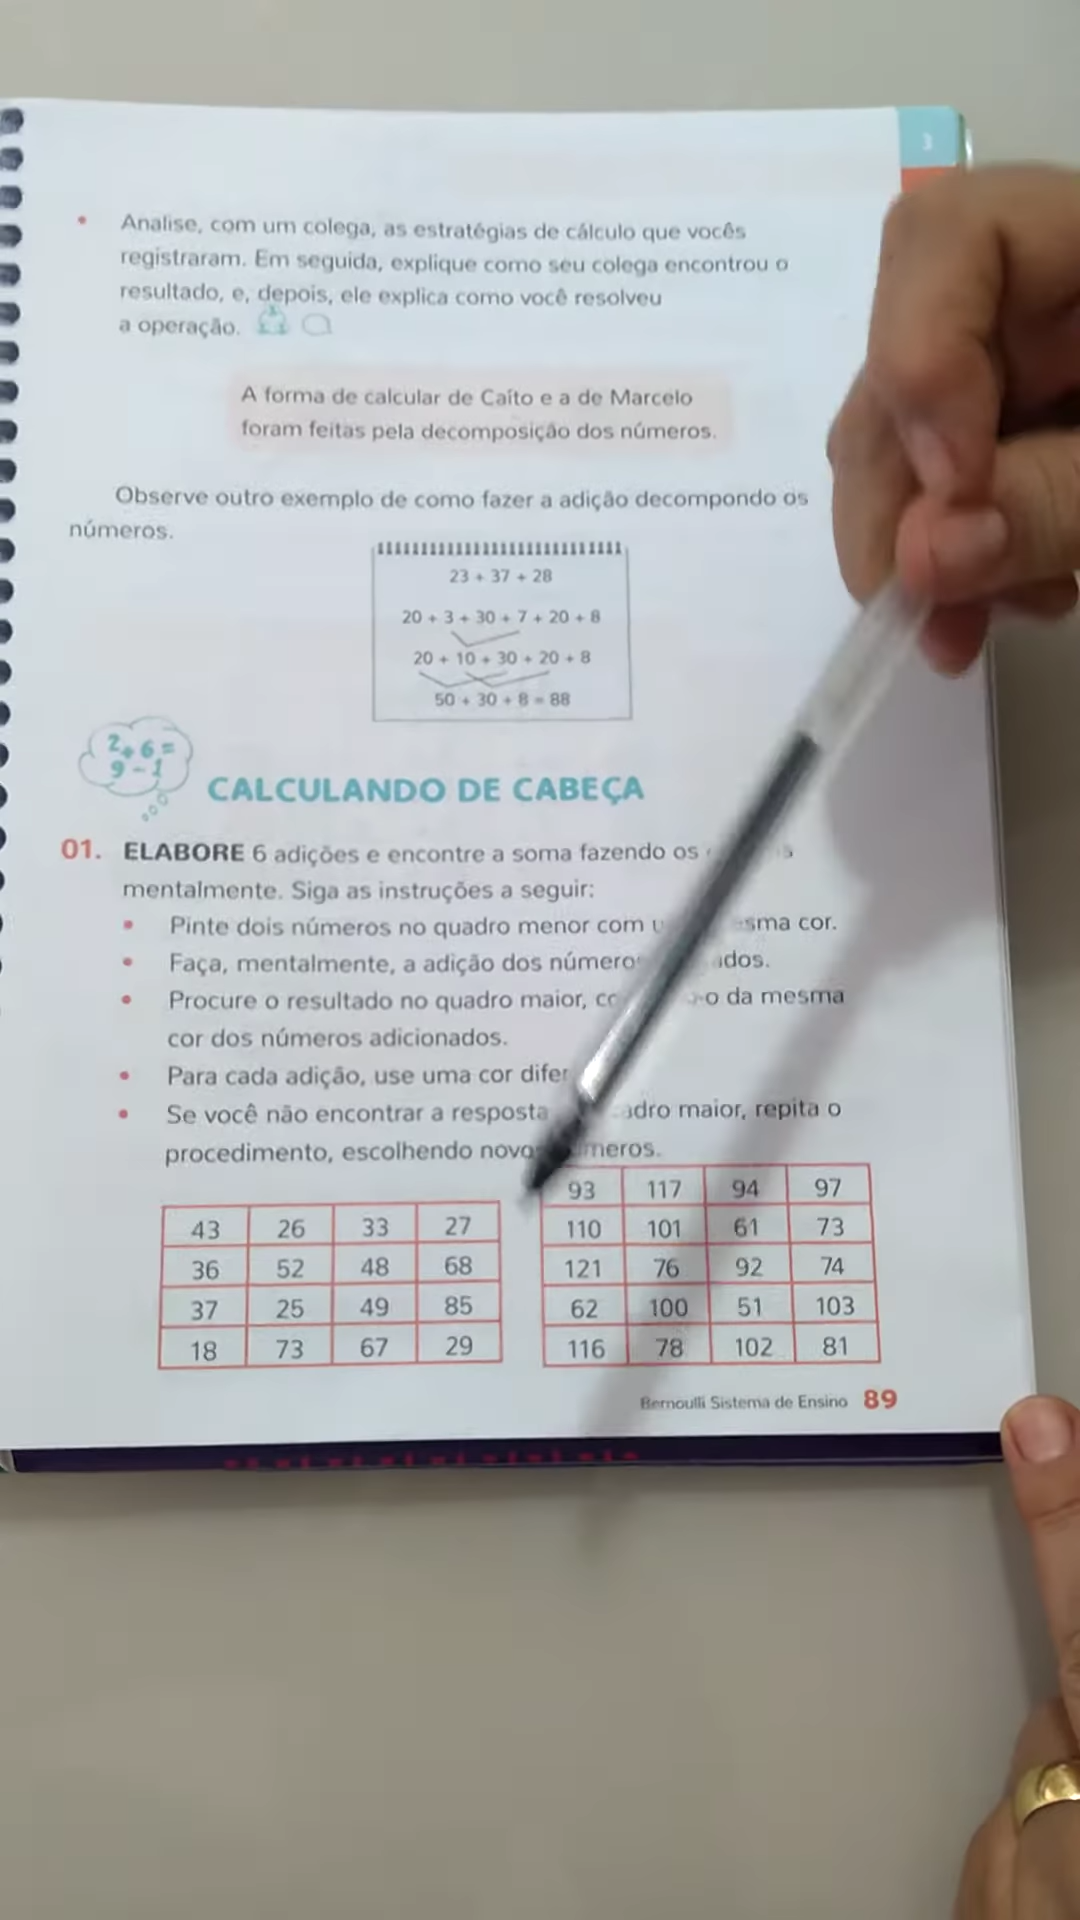 3
• Analise, com um colega, as estratégias de cálculo que vocês
registraram. Em seguida, explique como seu colega encontrou o
resultado, e, depois, ele explica como você resolveu
a operação.
A forma de calcular de Caíto e a de Marcelo
foram feitas pela decomposição dos números.
Observe outro exemplo de como fazer a adição decompondo os
números.
23 + 37 + 28
20 + 3 + 30 + 7 + 20 + 8
20 + 10 + 30 + 20 + 8
50 + 30 + 8 = 88
2 + 6 =
9 - 1
CALCULANDO DE CABEÇA
01. ELABORE 6 adições e encontre a soma fazendo os
mentalmente. Siga as instruções a seguir:
• Pinte dois números no quadro menor com cor.
• Faça, mentalmente, a adição dos
• Procure o resultado no quadro maior, da mesma
cor dos números adicionados.
• Para cada adição, use uma cor
• Se você não encontrar a resposta maior, repita o
procedimento, escolhendo
43 26 33 27
36 52 48 68
37 25 49 85
18 73 67 29
93 117 94 97
110 101 61 73
121 76 92 74
62 100 51 103
116 78 102 81
Bernoulli Sistema de Ensino 89